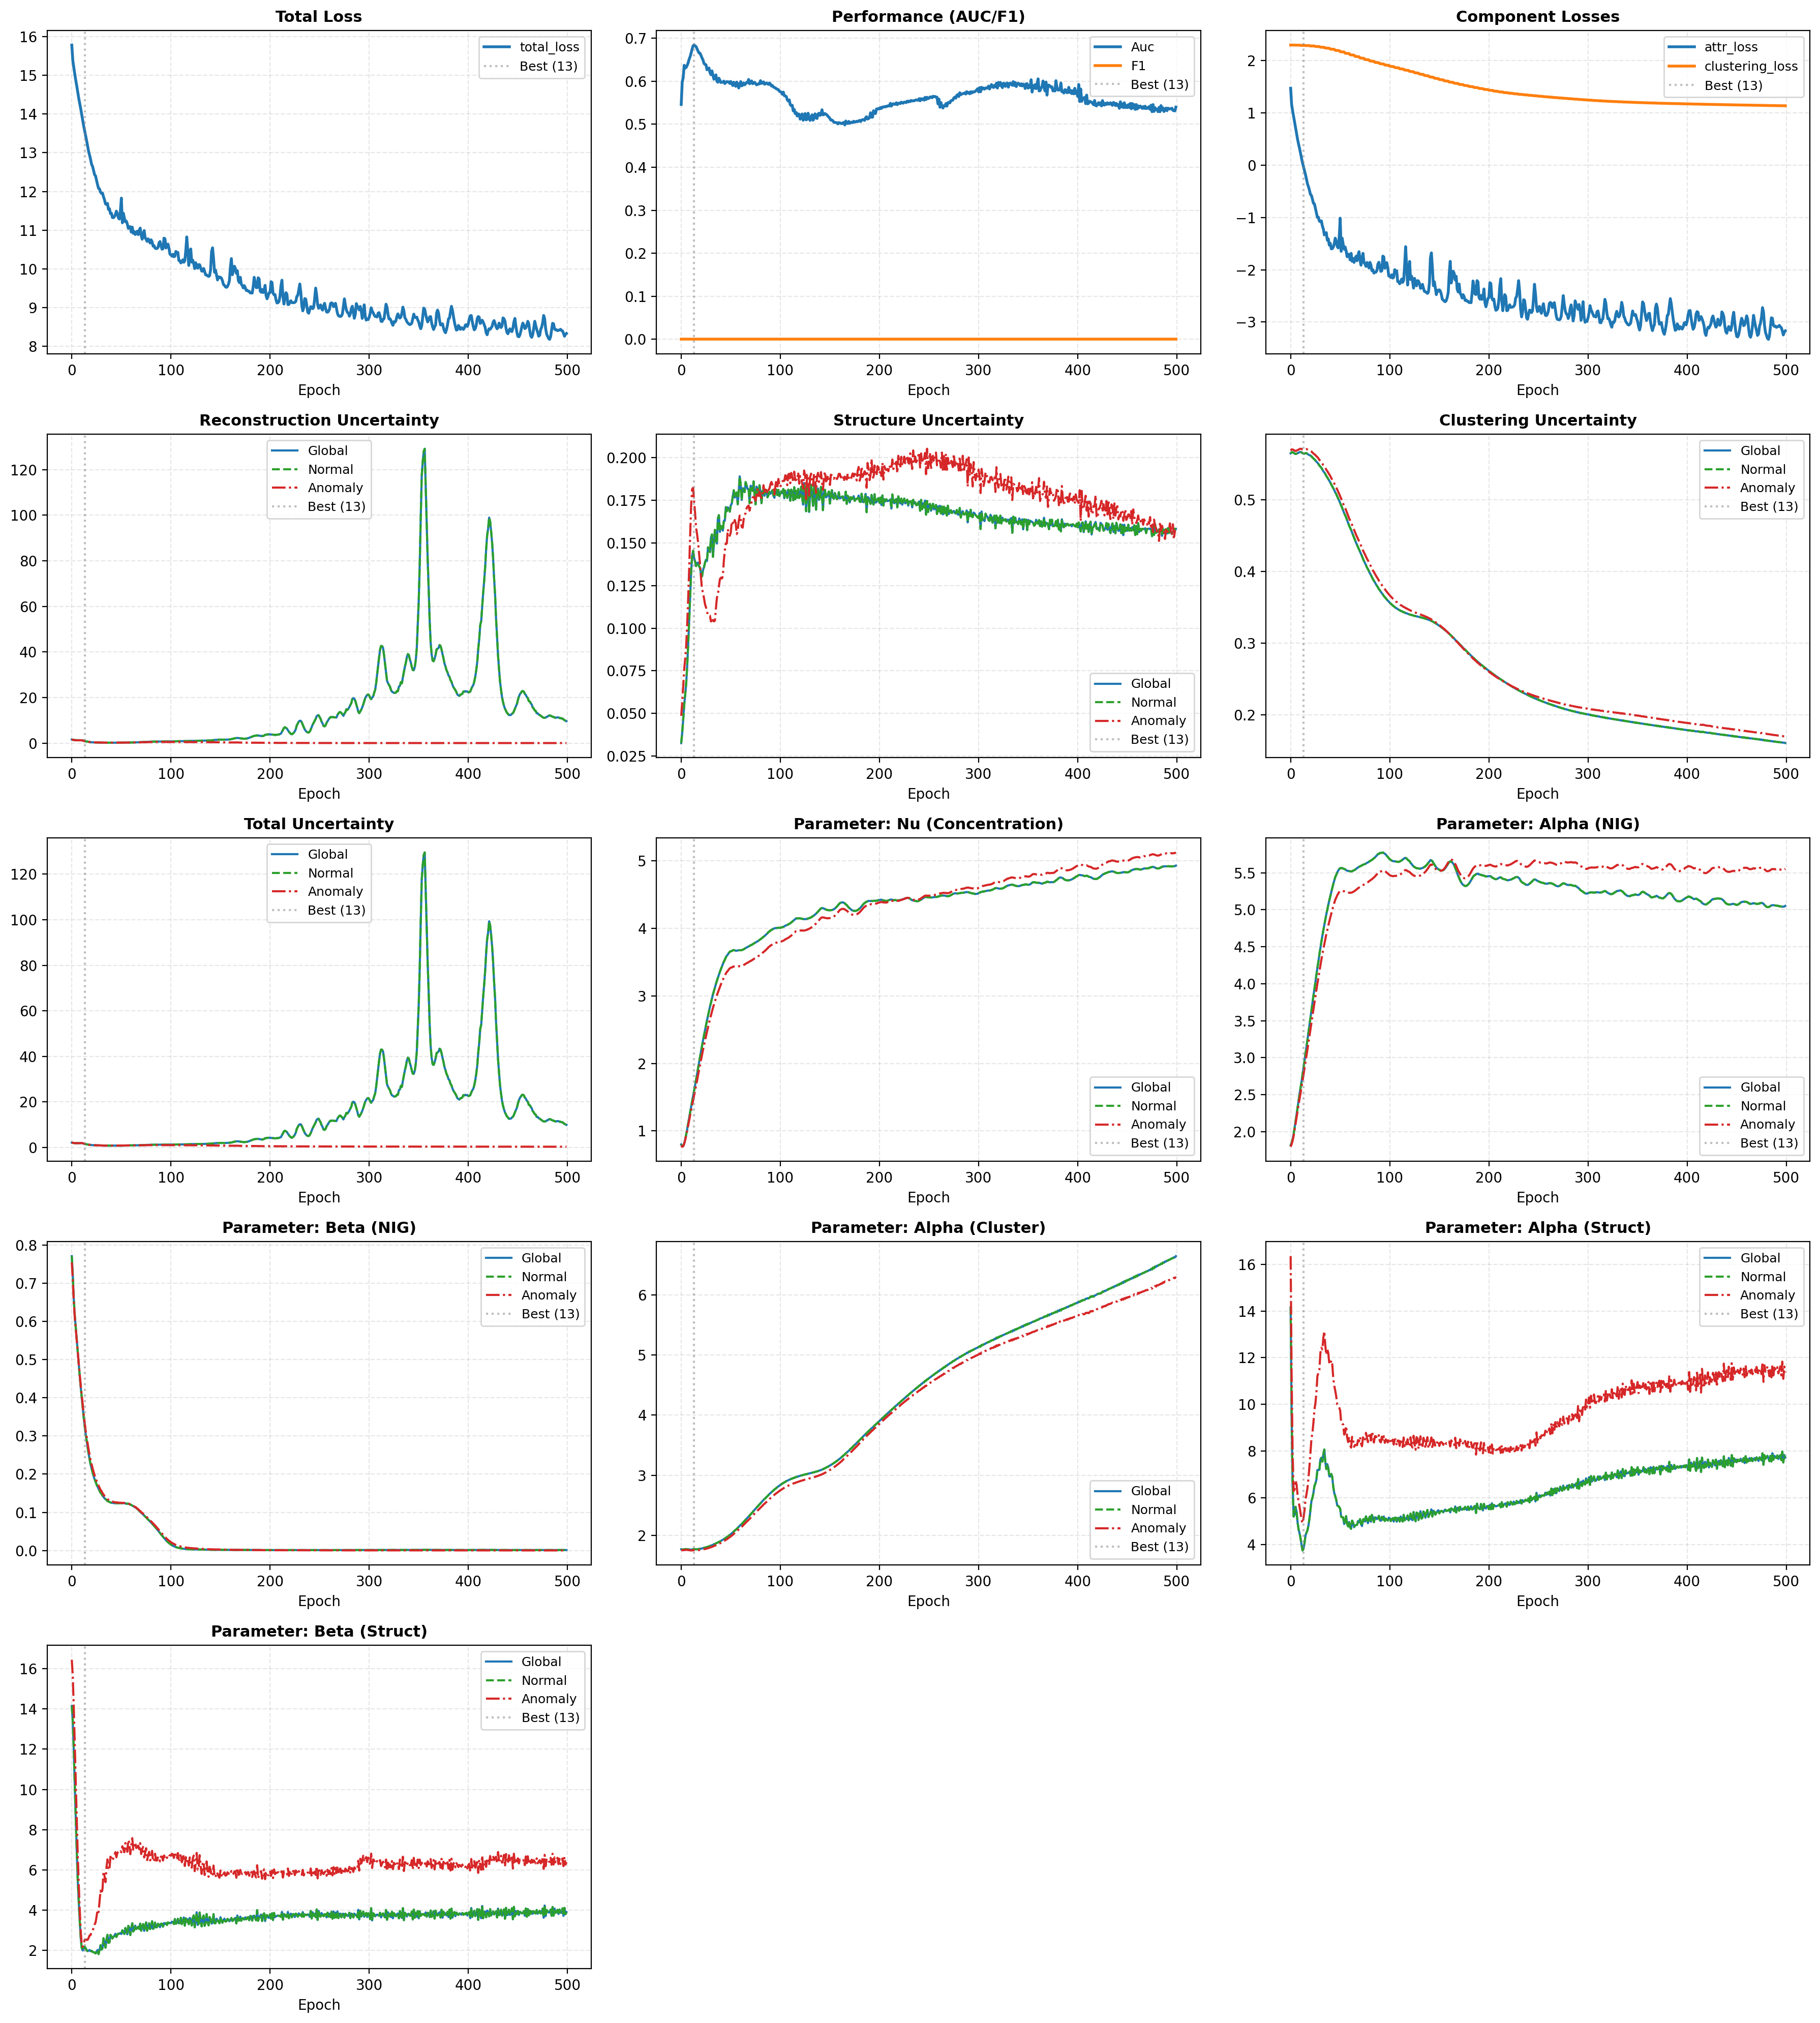 Total Loss
16
15
14
13
12
11
10
9
8
0
100
200
300
400
500
Epoch
total_loss
Best (13)
Performance (AUC/F1)
0.7
0.6
0.5
0.4
0.3
0.2
0.1
0.0
0
100
200
300
400
500
Epoch
Auc
F1
Best (13)
Component Losses
2
1
0
−1
−2
−3
0
100
200
300
400
500
Epoch
attr_loss
clustering_loss
Best (13)
Reconstruction Uncertainty
120
100
80
60
40
20
0
0
100
200
300
400
500
Epoch
Global
Normal
Anomaly
Best (13)
Structure Uncertainty
0.200
0.175
0.150
0.125
0.100
0.075
0.050
0.025
0
100
200
300
400
500
Epoch
Global
Normal
Anomaly
Best (13)
Clustering Uncertainty
0.5
0.4
0.3
0.2
0
100
200
300
400
500
Epoch
Global
Normal
Anomaly
Best (13)
Total Uncertainty
120
100
80
60
40
20
0
0
100
200
300
400
500
Epoch
Global
Normal
Anomaly
Best (13)
Parameter: Nu (Concentration)
5
4
3
2
1
0
100
200
300
400
500
Epoch
Global
Normal
Anomaly
Best (13)
Parameter: Alpha (NIG)
5.5
5.0
4.5
4.0
3.5
3.0
2.5
2.0
0
100
200
300
400
500
Epoch
Global
Normal
Anomaly
Best (13)
Parameter: Beta (NIG)
0.8
0.7
0.6
0.5
0.4
0.3
0.2
0.1
0.0
0
100
200
300
400
500
Epoch
Global
Normal
Anomaly
Best (13)
Parameter: Alpha (Cluster)
6
5
4
3
2
0
100
200
300
400
500
Epoch
Global
Normal
Anomaly
Best (13)
Parameter: Alpha (Struct)
16
14
12
10
8
6
4
0
100
200
300
400
500
Epoch
Global
Normal
Anomaly
Best (13)
Parameter: Beta (Struct)
16
14
12
10
8
6
4
2
0
100
200
300
400
500
Epoch
Global
Normal
Anomaly
Best (13)